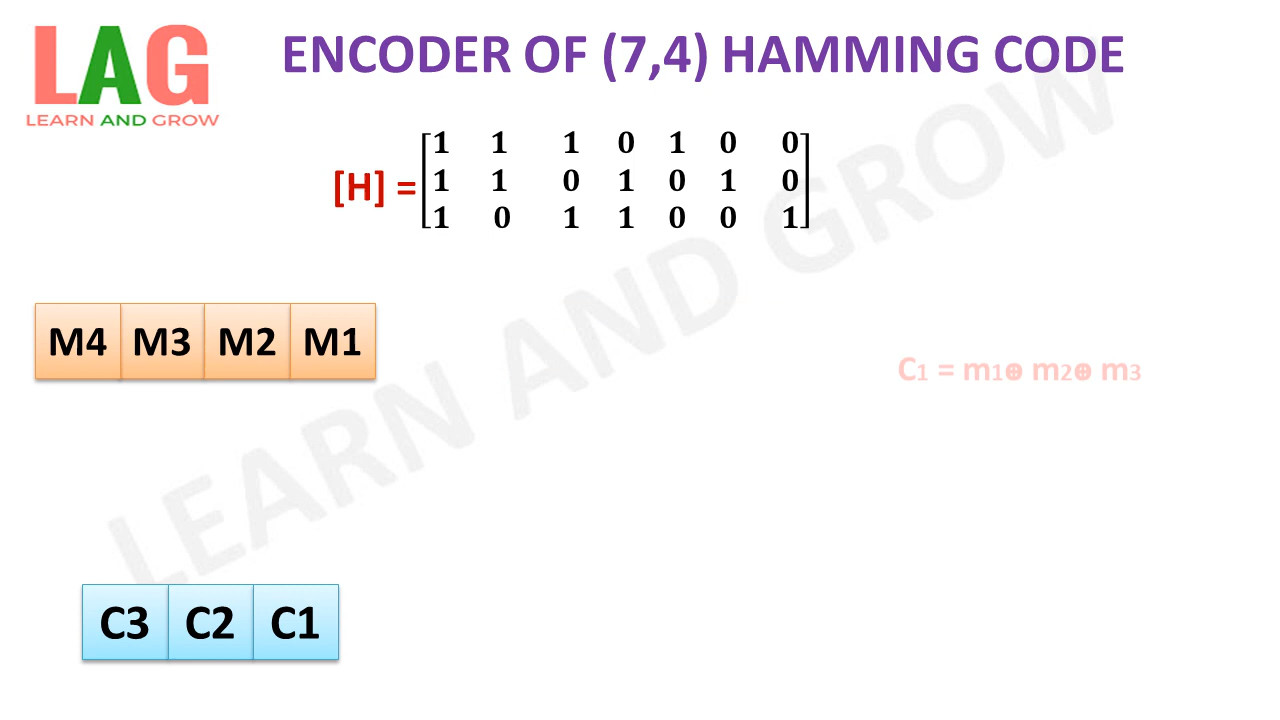 LAG
LEARN AND GROW
ENCODER OF (7,4) HAMMING CODE
[H] =
1 1 1 0 1 0 0
1 1 0 1 0 1 0
1 0 1 1 0 0 1
M4 M3 M2 M1
C1 = m1⊕ m2⊕ m3
C3 C2 C1
LEARN AND GROW